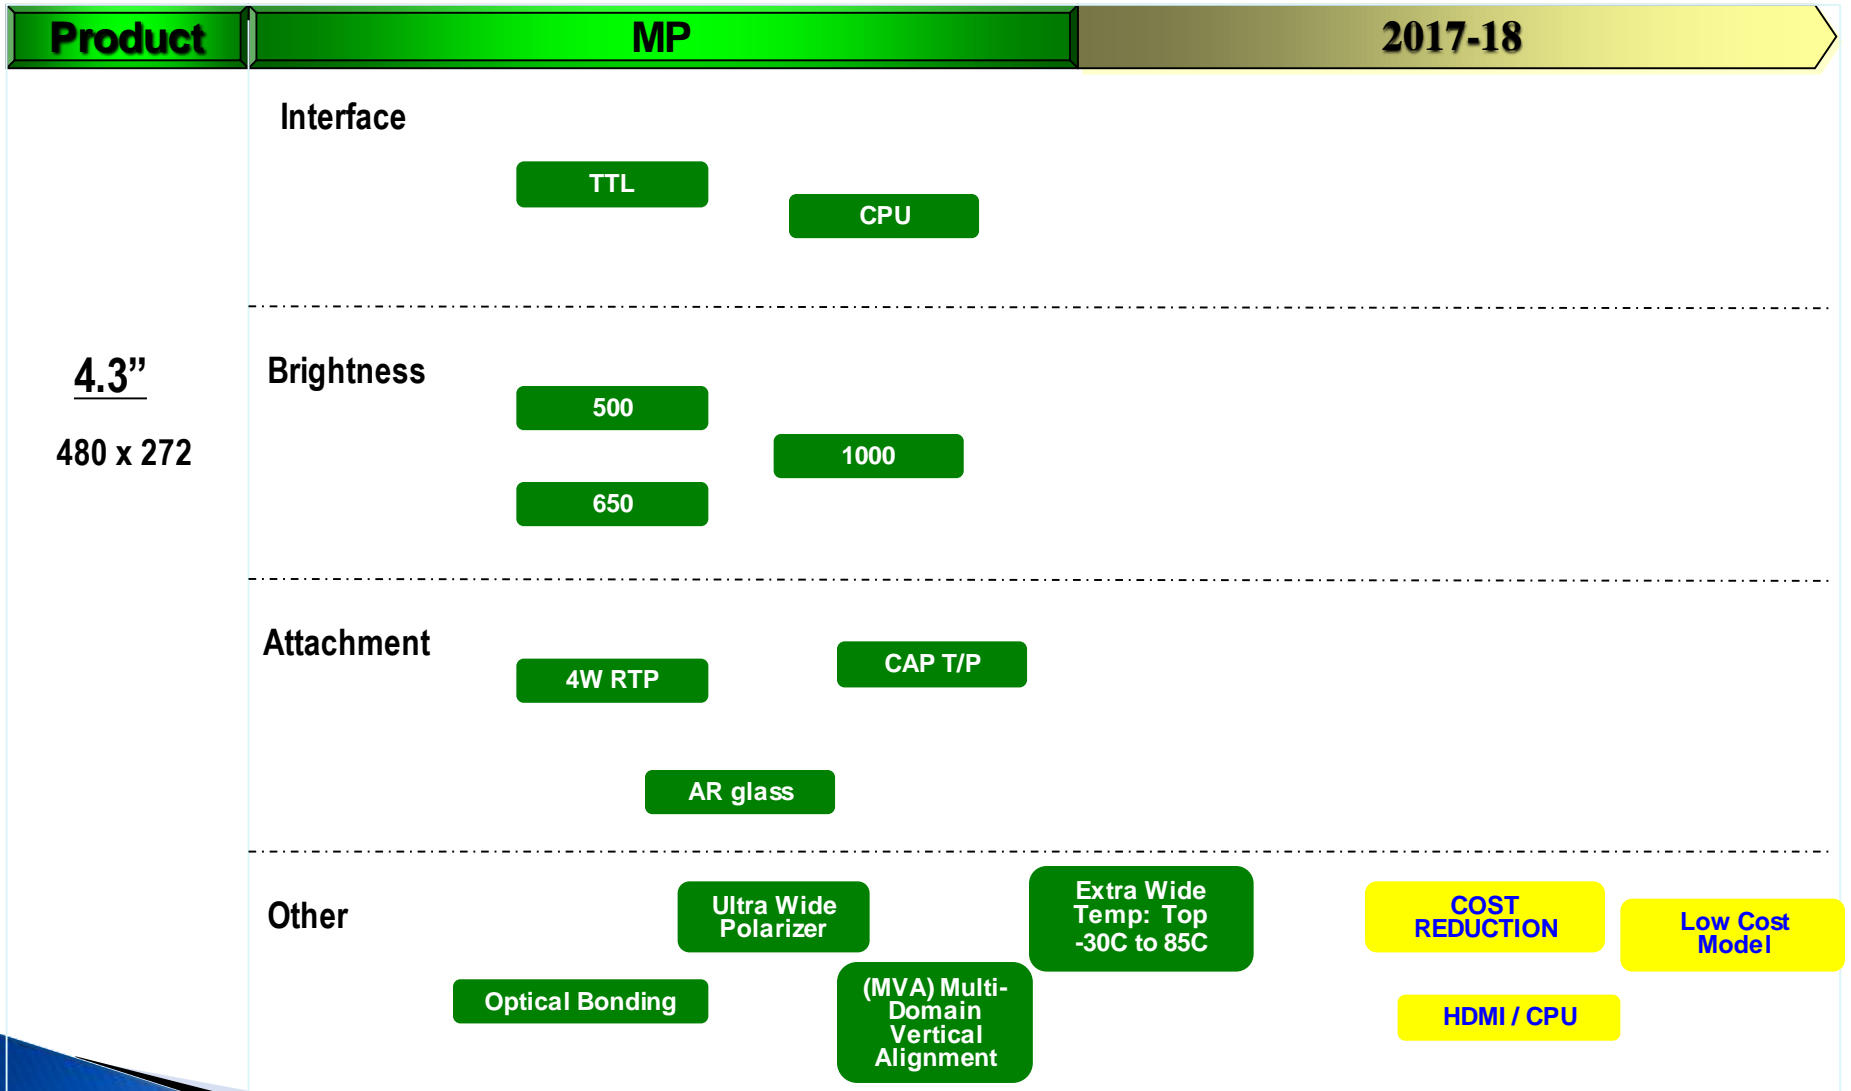 Product
MP
2017-18
Interface
TTL
CPU
4.3”
480 x 272
Brightness
500
1000
650
Attachment
4W RTP
CAP T/P
AR glass
Other
Ultra Wide
Polarizer
Extra Wide
Temp: Top
-30C to 85C
COST
REDUCTION
Low Cost
Model
Optical Bonding
(MVA) Multi-
Domain
Vertical
Alignment
HDMI / CPU